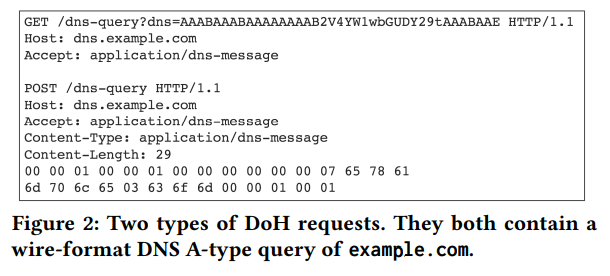 GET /dns-query?dns=AAABAAABAAAAAAAAB2V4YW1wbGUDY29tAAABAAE HTTP/1.1
Host: dns.example.com
Accept: application/dns-message
POST /dns-query HTTP/1.1
Host: dns.example.com
Accept: application/dns-message
Content-Type: application/dns-message
Content-Length: 29
00 00 01 00 00 01 00 00 00 00 00 00 07 65 78 61
6d 70 6c 65 03 63 6f 6d 00 00 01 00 01
Figure 2: Two types of DoH requests. They both contain a
wire-format DNS A-type query of example.com.